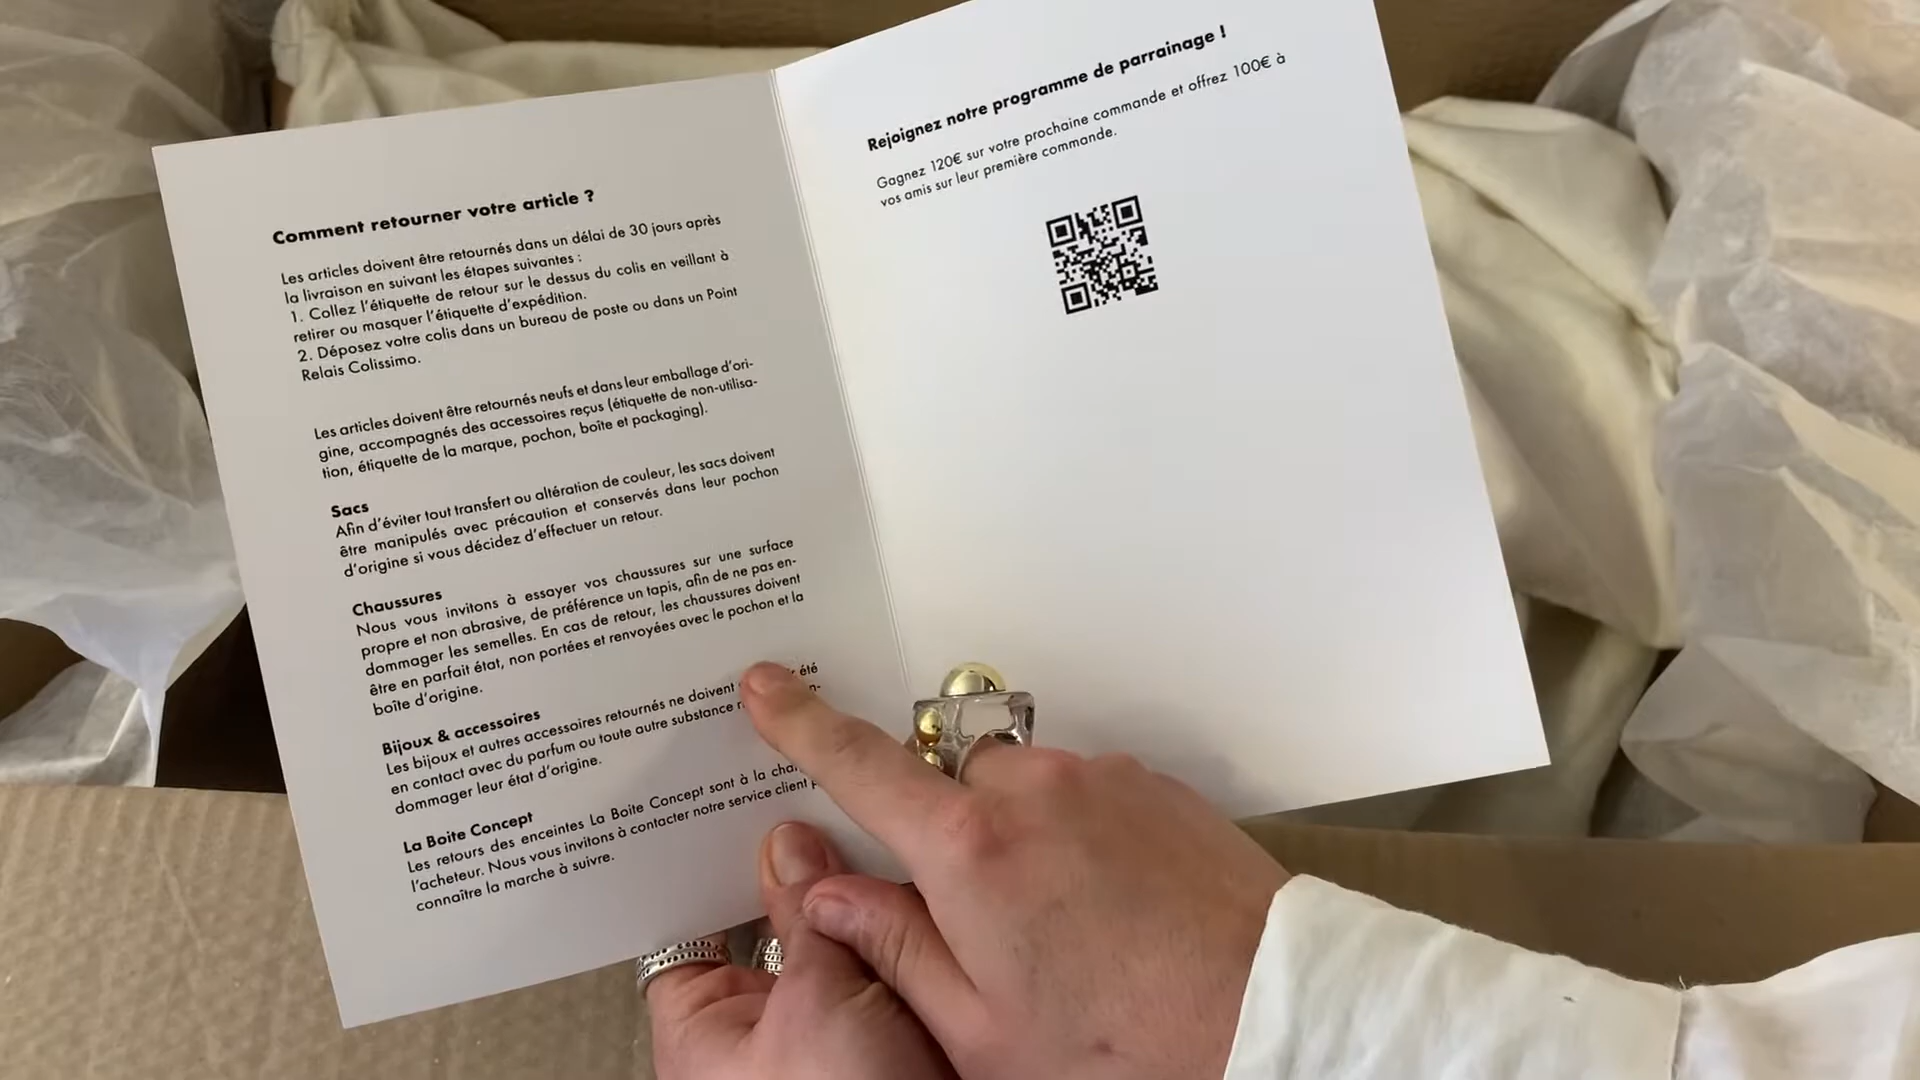 Comment retourner votre article ?
Les articles doivent être retournés dans un délai de 30 jours après
la livraison en suivant les étapes suivantes :
1. Collez l'étiquette de retour sur le dessus du colis en veillant à
retirer ou masquer l'étiquette d'expédition.
2. Déposez votre colis dans un bureau de poste ou dans un Point
Relais Colissimo.
Les articles doivent être retournés neufs et dans leur emballage d'ori-
gine, accompagnés des accessoires reçus (étiquette de non-utilisa-
tion, étiquette de la marque, pochon, boîte et packaging).
Sacs
Afin d'éviter tout transfert ou altération de couleur, les sacs doivent
être manipulés avec précaution et conservés dans leur pochon
d'origine si vous décidez d'effectuer un retour.
Chaussures
Nous vous invitons à essayer vos chaussures sur une surface
propre et non abrasive, de préférence un tapis, afin de ne pas en-
dommager les semelles. En cas de retour, les chaussures doivent
être en parfait état, non portées et renvoyées avec le pochon et la
boîte d'origine.
Bijoux & accessoires
Les bijoux et autres accessoires retournés ne doivent été
en contact avec du parfum ou toute autre substance
dommager leur état d'origine.
La Boite Concept
Les retours des enceintes La Boite Concept sont à la
l'acheteur. Nous vous invitons à contacter notre service client
connaître la marche à suivre.
Rejoignez notre programme de parrainage !
Gagnez 120€ sur votre prochaine commande et offrez 100€ à
vos amis sur leur première commande.